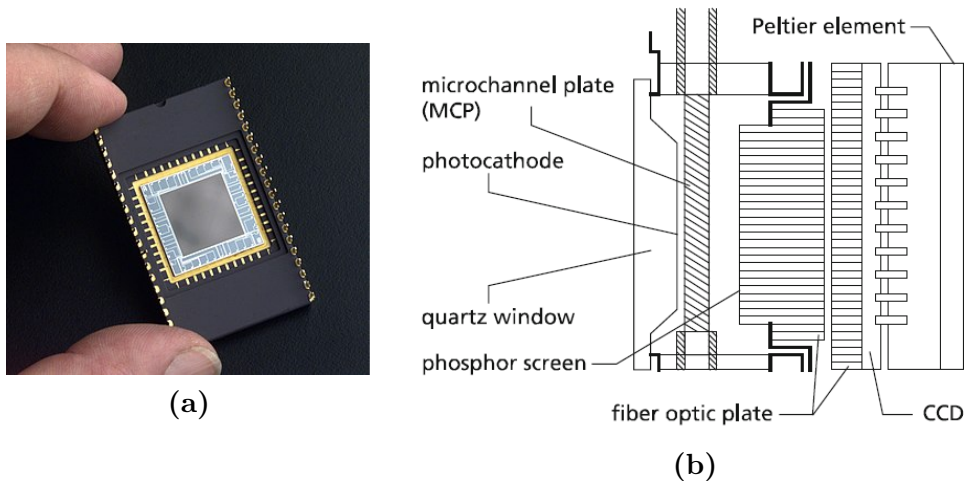 Peltier element
microchannel plate
(MCP)
photocathode
quartz window
phosphor screen
fiber optic plate
CCD
(a)
(b)